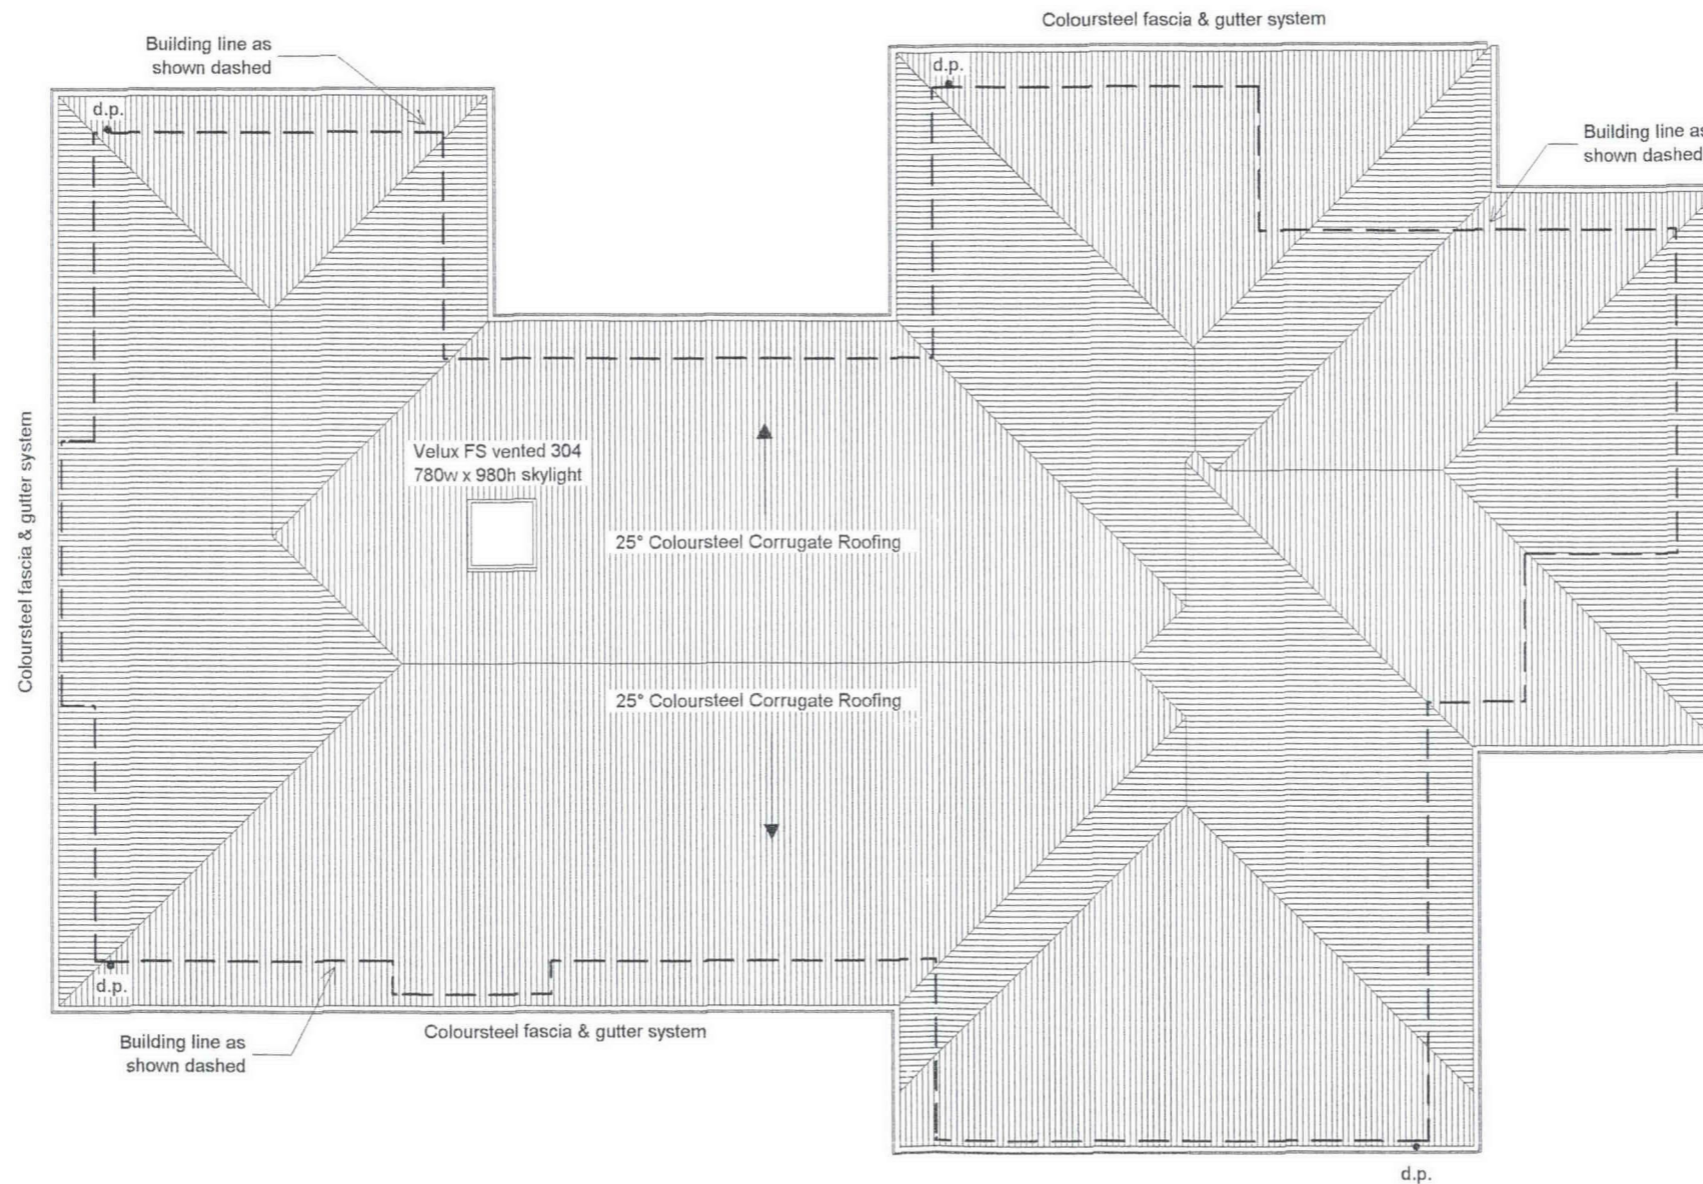 Coloursteel fascia & gutter system
Building line as
shown dashed
d.p.
d.p.
Building line as
shown dashed
Coloursteel fascia & gutter system
Velux FS vented 304
780w x 980h skylight
25° Coloursteel Corrugate Roofing
25° Coloursteel Corrugate Roofing
d.p.
Building line as
shown dashed
Coloursteel fascia & gutter system
d.p.